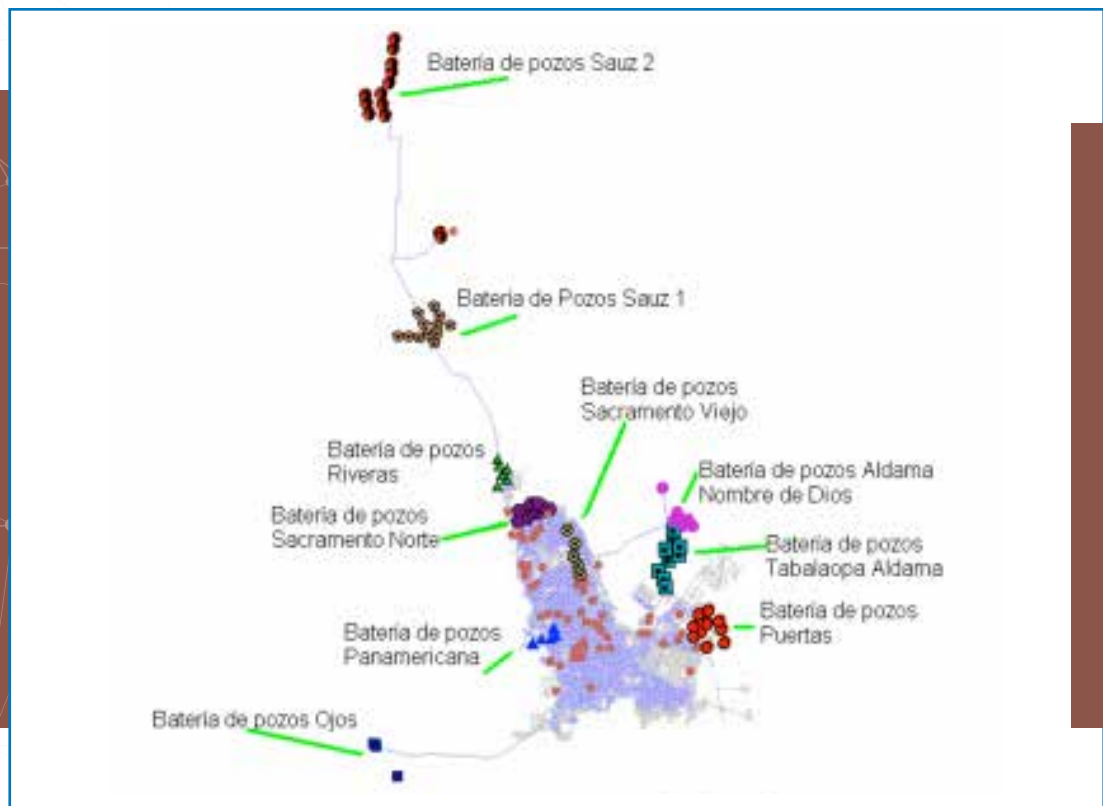 Batería de pozos Sauz 2
Batería de Pozos Sauz 1
Batería de pozos
Sacramento Viejo
Batería de pozos
Riveras
Batería de pozos Aldama
Nombre de Dios
Batería de pozos
Sacramento Norte
Batería de pozos
Tabalaopa Aldama
Batería de pozos
Puertas
Batería de pozos
Panamericana
Batería de pozos Ojos